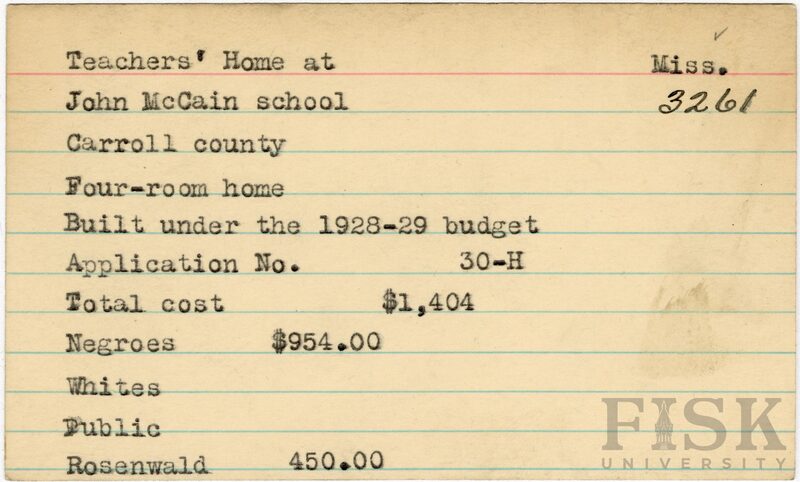 Teachers' Home at Miss.
John McCain school 3261
Carroll county
Four-room home
Built under the 1928-29 budget
Application No. 30-H
Total cost $1,404
Negroes $954.00
Whites
Public
Rosenwald 450.00
FISK
UNIVERSITY